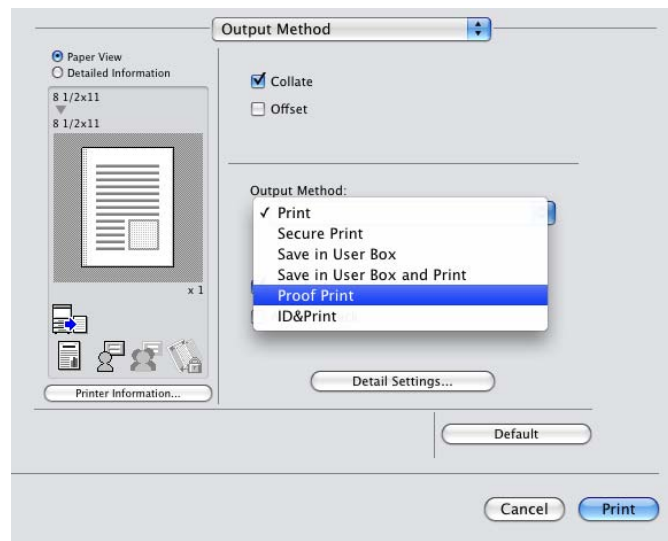 Output Method
Paper View
Detailed Information
8 1/2x11
8 1/2x11
x 1
Printer Information...
Collate
Offset
Output Method:
✓ Print
Secure Print
Save in User Box
Save in User Box and Print
Proof Print
ID&Print
Detail Settings...
Default
Cancel
Print